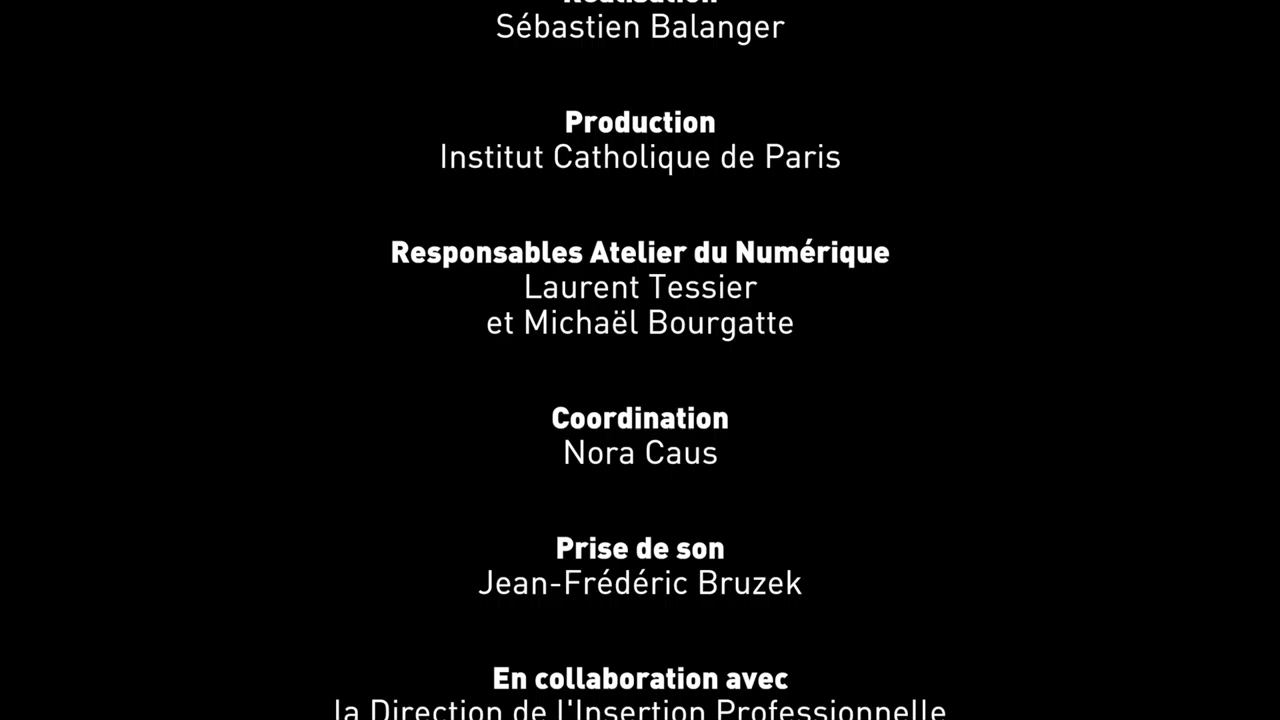 Réalisation
Sébastien Balanger
Production
Institut Catholique de Paris
Responsables Atelier du Numérique
Laurent Tessier
et Michaël Bourgatte
Coordination
Nora Caus
Prise de son
Jean-Frédéric Bruzek
En collaboration avec
la Direction de l'Insertion Professionnelle